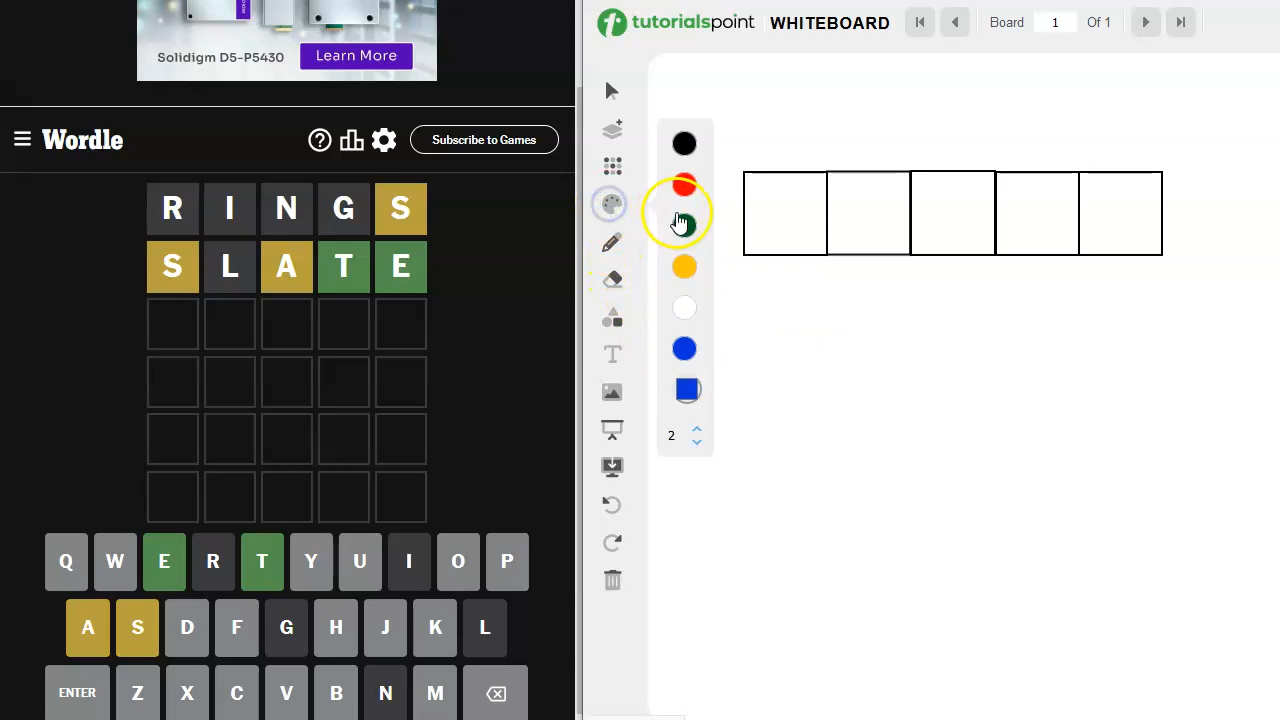 Solidigm D5-P5430 Learn More
tutorialspoint WHITEBOARD Board 1 Of 1
Wordle Subscribe to Games
R I N G S
S L A T E
2
Q W E R T Y U I O P
A S D F G H J K L
ENTER Z X C V B N M